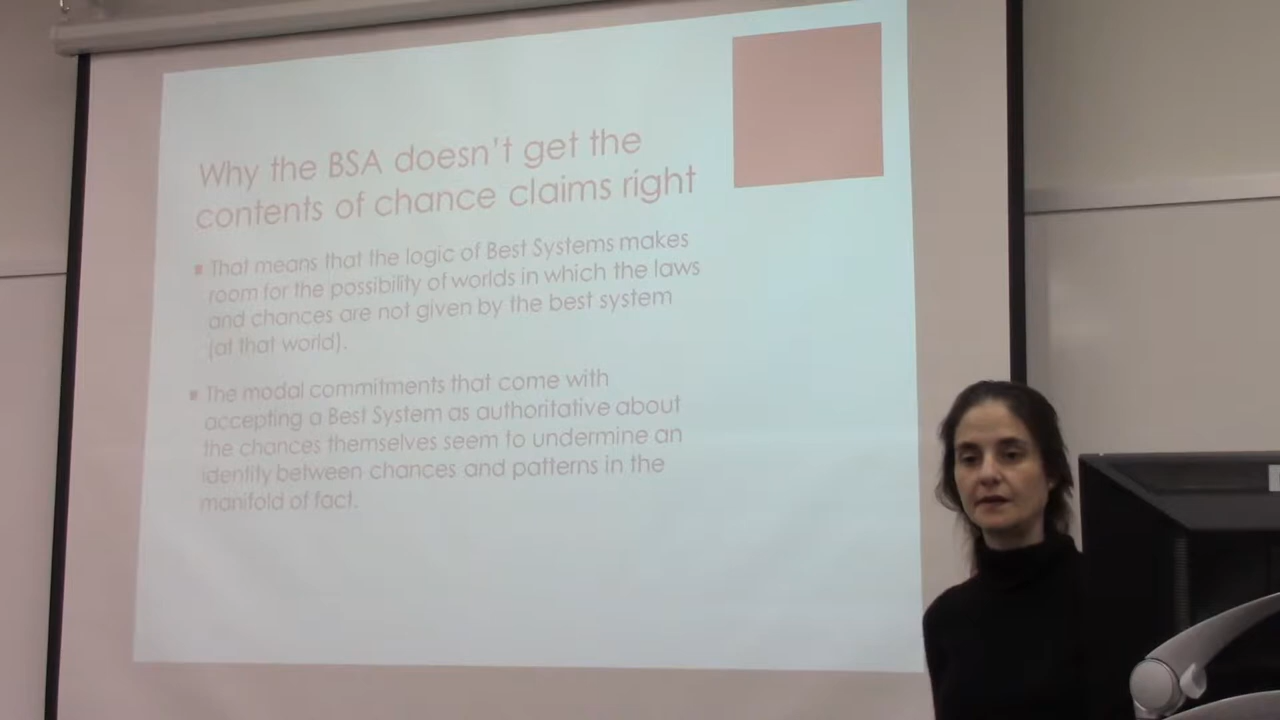 Why the BSA doesn't get the
contents of chance claims right
That means that the logic of Best Systems makes
room for the possibility of worlds in which the laws
and chances are not given by the best system
(at that world).
The modal commitments that come with
accepting a Best System as authoritative about
the chances themselves seem to undermine an
identity between chances and patterns in the
manifold of fact.